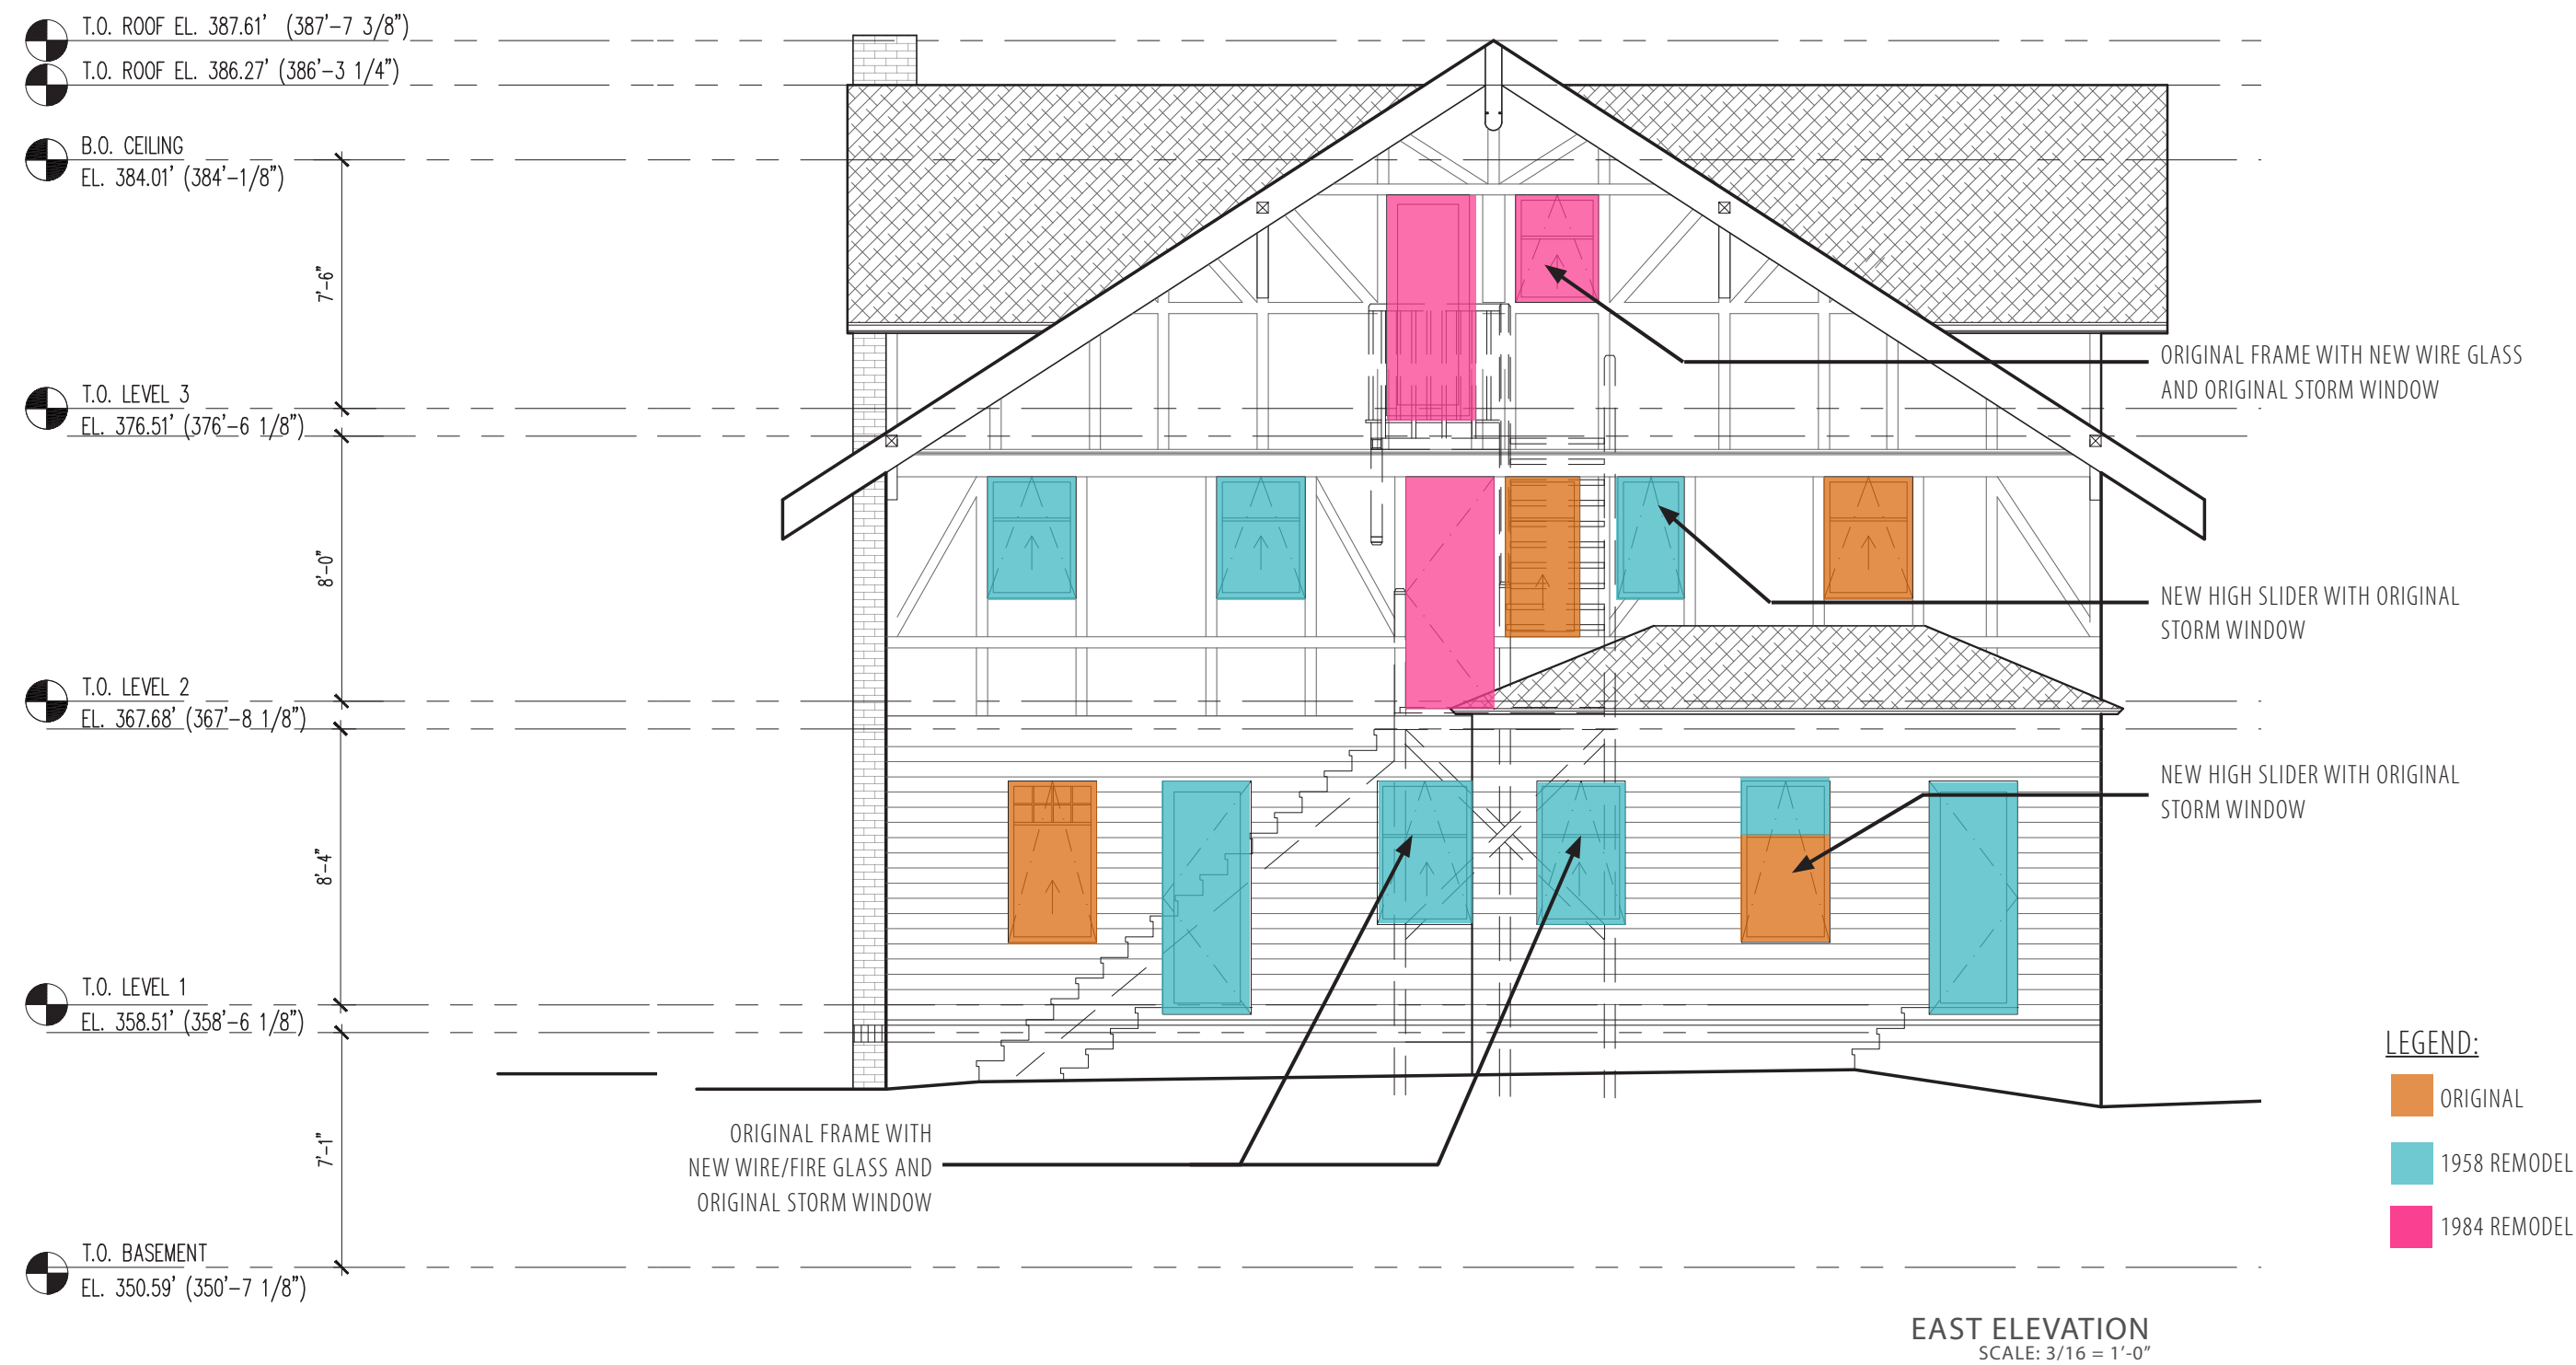 T.O. ROOF EL. 387.61' (387'-7 3/8")
T.O. ROOF EL. 386.27' (386'-3 1/4")
B.O. CEILING
EL. 384.01' (384'-1/8")
7'-6"
T.O. LEVEL 3
EL. 376.51' (376'-6 1/8")
8'-0"
T.O. LEVEL 2
EL. 367.68' (367'-8 1/8")
8'-4"
T.O. LEVEL 1
EL. 358.51' (358'-6 1/8")
7'-1"
T.O. BASEMENT
EL. 350.59' (350'-7 1/8")
ORIGINAL FRAME WITH NEW WIRE GLASS
AND ORIGINAL STORM WINDOW
NEW HIGH SLIDER WITH ORIGINAL
STORM WINDOW
NEW HIGH SLIDER WITH ORIGINAL
STORM WINDOW
ORIGINAL FRAME WITH
NEW WIRE/FIRE GLASS AND
ORIGINAL STORM WINDOW
LEGEND:
ORIGINAL
1958 REMODEL
1984 REMODEL
EAST ELEVATION
SCALE: 3/16 = 1'-0"